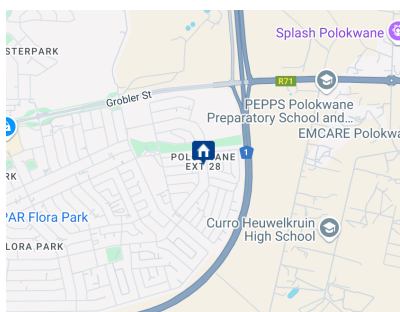 Splash Polokwane
STERPARK
R71
Grobler St
PEPPS Polokwane
Preparatory School and...
EMCARE Polokwa
POLOKWANE
EXT 28
1
RK
PAR Flora Park
Curro Heuwelkruin
High School
LORA PARK